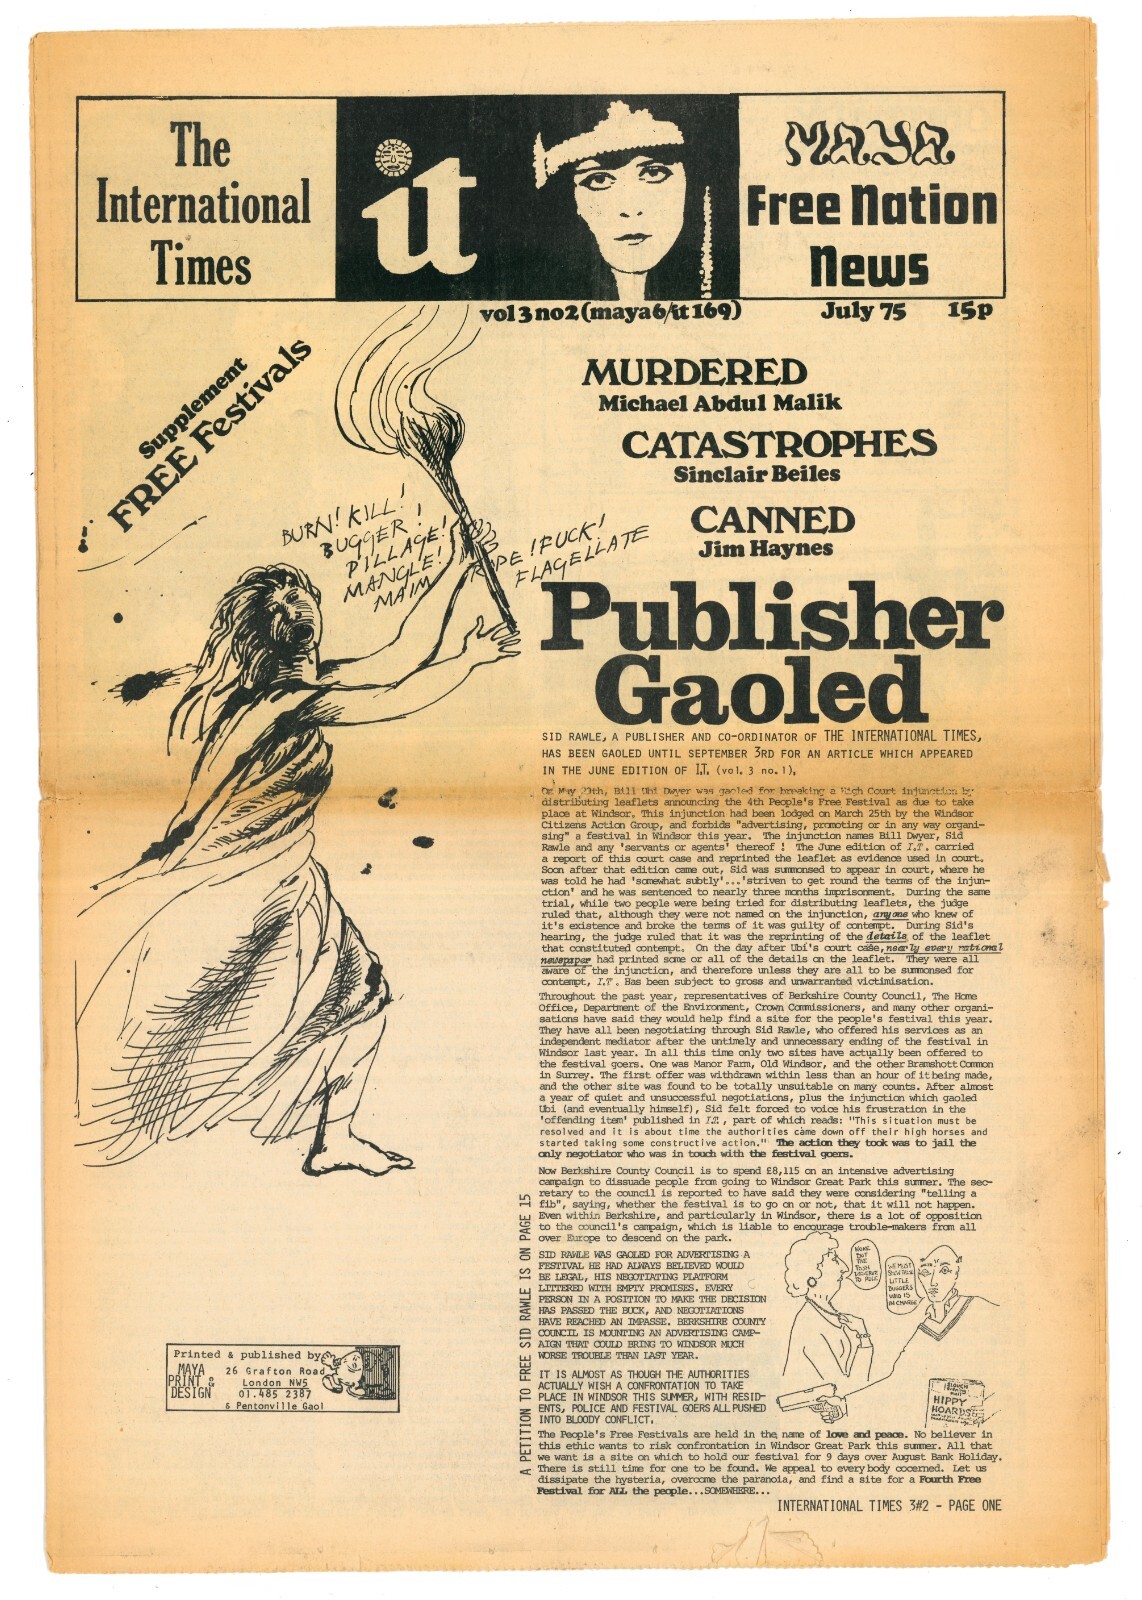 The
International
Times
it
MAYA
Free Nation
News
vol 3 no2 (maya6/it 169)
July 75 15p
Supplement
FREE Festivals
MURDERED
Michael Abdul Malik
CATASTROPHES
Sinclair Beiles
CANNED
Jim Haynes
BURN! KILL!
BUGGER!
PILLAGE!
MANGLE!
MAIM
RAPE! FUCK!
FLAGELLATE
Publisher
Gaoled
SID RAWLE, A PUBLISHER AND CO-ORDINATOR OF THE INTERNATIONAL TIMES,
HAS BEEN GAOLED UNTIL SEPTEMBER 3RD FOR AN ARTICLE WHICH APPEARED
IN THE JUNE EDITION OF I.T. (vol. 3 no. 1).
On May 29th, Bill Ubi Dwyer was gaoled for breaking a High Court injunction by
distributing leaflets announcing the 4th People's Free Festival as due to take
place at Windsor. This injunction had been lodged on March 25th by the Windsor
Citizens Action Group, and forbids "advertising, promoting or in any way organi-
sing" a festival in Windsor this year. The injunction names Bill Dwyer, Sid
Rawle and any 'servants or agents' thereof ! The June edition of I.T. carried
a report of this court case and reprinted the leaflet as evidence used in court.
Soon after that edition came out, Sid was summonsed to appear in court, where he
was told he had 'somewhat subtly'...'striven to get round the terms of the injun-
ction' and he was sentenced to nearly three months imprisonment. During the same
trial, while two people were being tried for distributing leaflets, the judge
ruled that, although they were not named on the injunction, anyone who knew of
it's existence and broke the terms of it was guilty of contempt. During Sid's
hearing, the judge ruled that it was the reprinting of the details of the leaflet
that constituted contempt. On the day after Ubi's court case, nearly every national
newspaper had printed some or all of the details on the leaflet. They were all
aware of the injunction, and therefore unless they are all to be summonsed for
contempt, I.T. Has been subject to gross and unwarranted victimisation.
Throughout the past year, representatives of Berkshire County Council, The Home
Office, Department of the Environment, Crown Commissioners, and many other organi-
sations have said they would help find a site for the people's festival this year.
They have all been negotiating through Sid Rawle, who offered his services as an
independent mediator after the untimely and unnecessary ending of the festival in
Windsor last year. In all this time only two sites have actually been offered to
the festival goers. One was Manor Farm, Old Windsor, and the other Bramshott Common
in Surrey. The first offer was withdrawn within less than an hour of it being made,
and the other site was found to be totally unsuitable on many counts. After almost
a year of quiet and unsuccessful negotiations, plus the injunction which gaoled
Ubi (and eventually himself), Sid felt forced to voice his frustration in the
'offending item' published in I.T., part of which reads: "This situation must be
resolved and it is about time the authorities came down off their high horses and
started taking some constructive action." The action they took was to jail the
only negotiator who was in touch with the festival goers.
Now Berkshire County Council is to spend £8,115 on an intensive advertising
campaign to dissuade people from going to Windsor Great Park this summer. The sec-
retary to the council is reported to have said they were considering "telling a
fib", saying, whether the festival is to go on or not, that it will not happen.
Even within Berkshire, and particularly in Windsor, there is a lot of opposition
to the council's campaign, which is liable to encourage trouble-makers from all
over Europe to descend on the park.
SID RAWLE WAS GAOLED FOR ADVERTISING A
FESTIVAL HE HAD ALWAYS BELIEVED WOULD
BE LEGAL, HIS NEGOTIATING PLATFORM
LITTERED WITH EMPTY PROMISES. EVERY
PERSON IN A POSITION TO MAKE THE DECISION
HAS PASSED THE BUCK, AND NEGOTIATIONS
HAVE REACHED AN IMPASSE. BERKSHIRE COUNTY
COUNCIL IS MOUNTING AN ADVERTISING CAMP-
AIGN THAT COULD BRING TO WINDSOR MUCH
WORSE TROUBLE THAN LAST YEAR.
IT IS ALMOST AS THOUGH THE AUTHORITIES
ACTUALLY WISH A CONFRONTATION TO TAKE
PLACE IN WINDSOR THIS SUMMER, WITH RESID-
ENTS, POLICE AND FESTIVAL GOERS ALL PUSHED
INTO BLOODY CONFLICT.
NONE
BUT THE
POSH
DESERVE
TO RULE
WE MUST
SHOW THESE
LITTLE
BUGGERS
WHO IS
IN CHARGE
HIPPY
HOARDS
The People's Free Festivals are held in the name of love and peace. No believer in
this ethic wants to risk confrontation in Windsor Great Park this summer. All that
we want is a site on which to hold our festival for 9 days over August Bank Holiday.
There is still time for one to be found. We appeal to everybody cocerned. Let us
dissipate the hysteria, overcome the paranoia, and find a site for a Fourth Free
Festival for ALL the people...SOMEWHERE...
A PETITION TO FREE SID RAWLE IS ON PAGE 15
Printed & published by
MAYA
PRINT &
DESIGN
26 Grafton Road
London NW5
01.485 2387
& Pentonville Gaol
INTERNATIONAL TIMES 3#2 - PAGE ONE